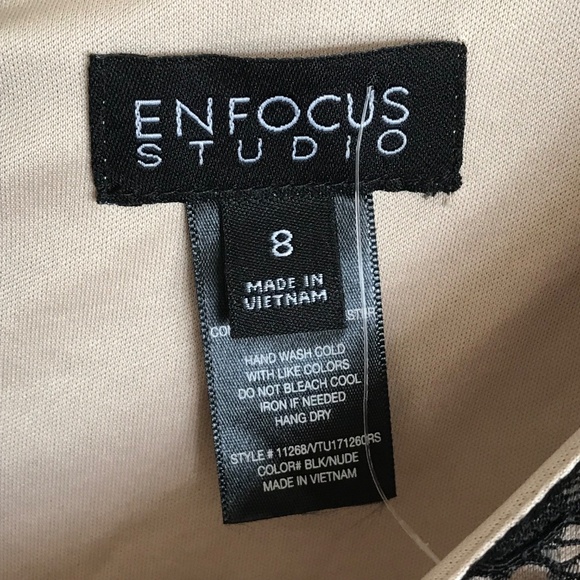 ENFOCUS
STUDIO
8
MADE IN
VIETNAM
HAND WASH COLD
WITH LIKE COLORS
DO NOT BLEACH COOL
IRON IF NEEDED
HANG DRY
STYLE # 11268/VTU171260RS
COLOR# BLK/NUDE
MADE IN VIETNAM